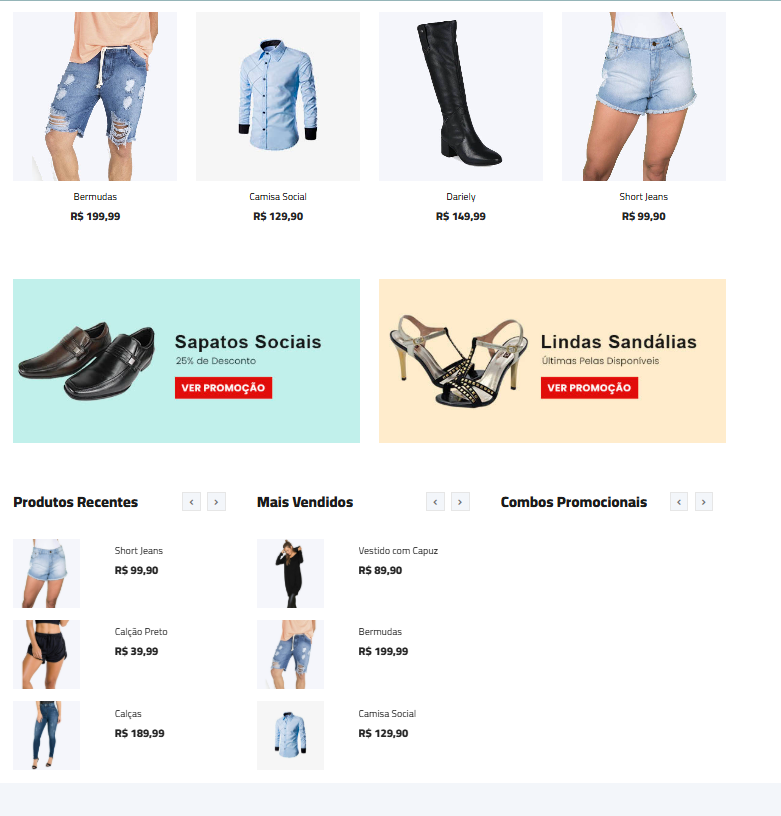 Bermudas
R$ 199,99
Camisa Social
R$ 129,90
Dariely
R$ 149,99
Short Jeans
R$ 99,90
Sapatos Sociais
25% de Desconto
VER PROMOÇÃO
Lindas Sandálias
Últimas Pelas Disponíveis
VER PROMOÇÃO
Produtos Recentes
Short Jeans
R$ 99,90
Calção Preto
R$ 39,99
Calças
R$ 189,99
Mais Vendidos
Vestido com Capuz
R$ 89,90
Bermudas
R$ 199,99
Camisa Social
R$ 129,90
Combos Promocionais